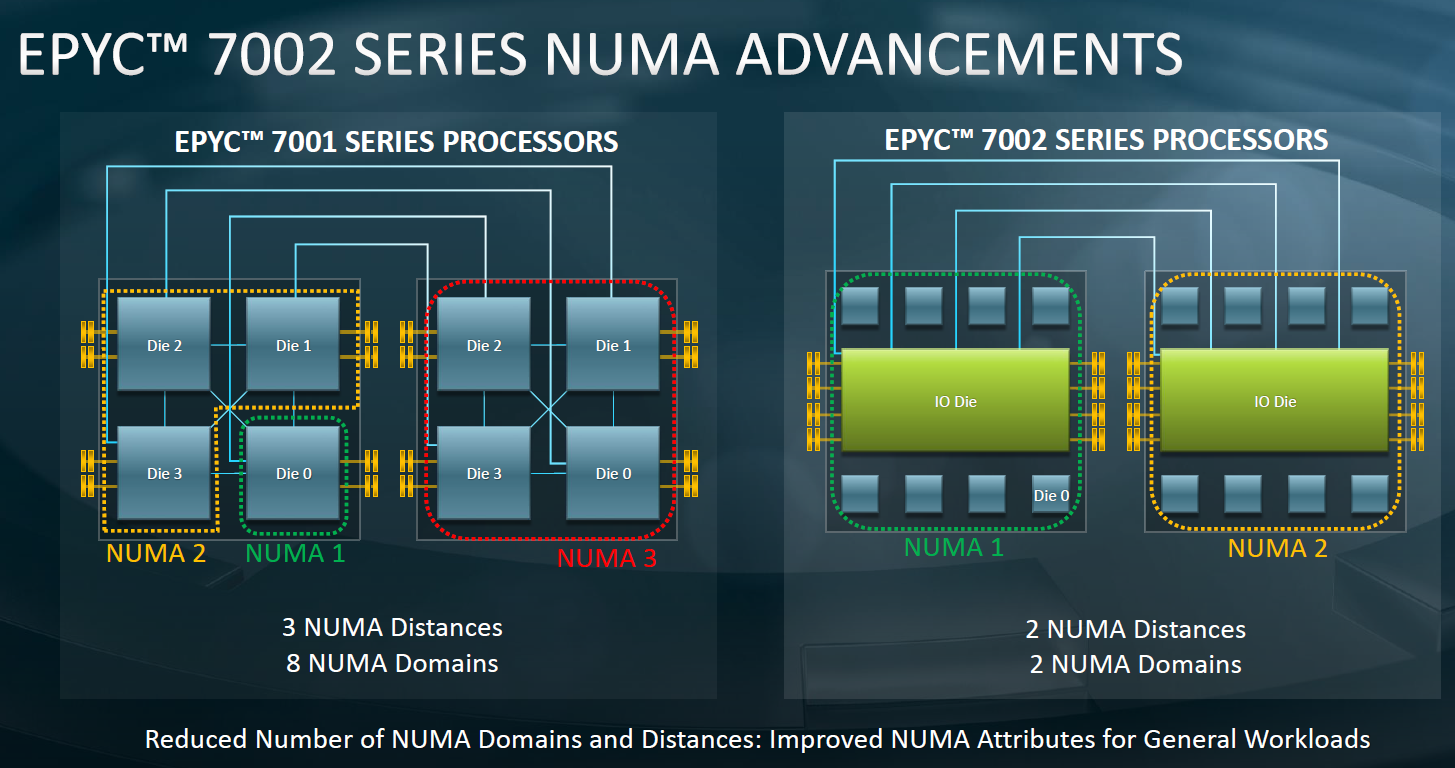 EPYC™ 7002 SERIES NUMA ADVANCEMENTS
EPYC™ 7001 SERIES PROCESSORS
Die 2
Die 1
Die 3
Die 0
Die 2
Die 1
Die 3
Die 0
NUMA 2
NUMA 1
NUMA 3
3 NUMA Distances
8 NUMA Domains
EPYC™ 7002 SERIES PROCESSORS
IO Die
IO Die
Die 0
NUMA 1
NUMA 2
2 NUMA Distances
2 NUMA Domains
Reduced Number of NUMA Domains and Distances: Improved NUMA Attributes for General Workloads